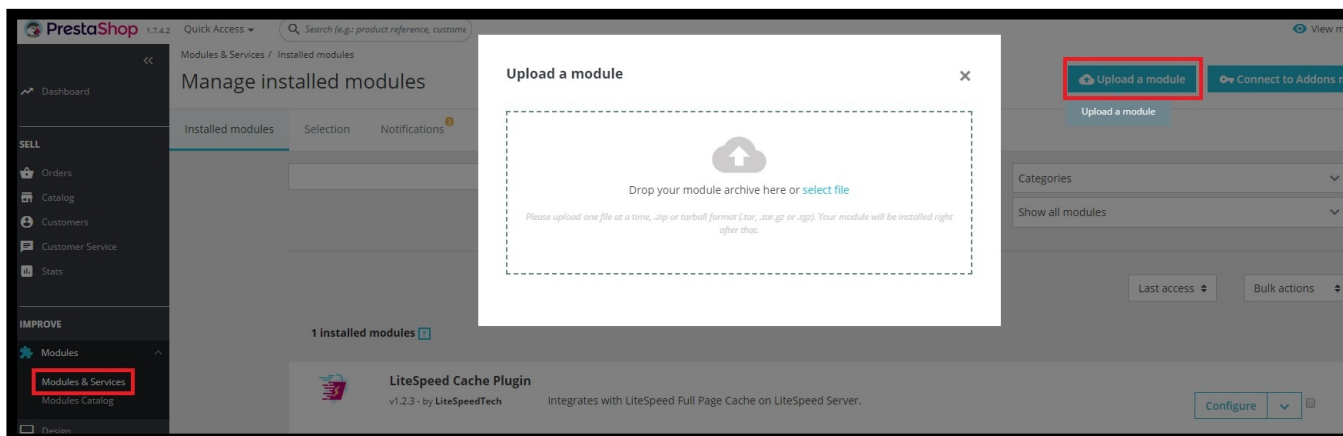 PrestaShop 1.7.4.2 Quick Access Search (e.g.: product reference, custome View m
Modules & Services / Installed modules
Manage installed modules
Upload a module
Connect to Addons m
Upload a module
Installed modules Selection Notifications
Upload a module ×
Drop your module archive here or select file
Please upload one file at a time, .zip or tarball format (.tar, .tar.gz or .tgz). Your module will be installed right
after that.
Categories
Show all modules
Last access Bulk actions
1 installed modules ?
LiteSpeed Cache Plugin
v1.2.3 - by LiteSpeedTech Integrates with LiteSpeed Full Page Cache on LiteSpeed Server.
Configure
Dashboard
SELL
Orders
Catalog
Customers
Customer Service
Stats
IMPROVE
Modules
Modules & Services
Modules Catalog
Design